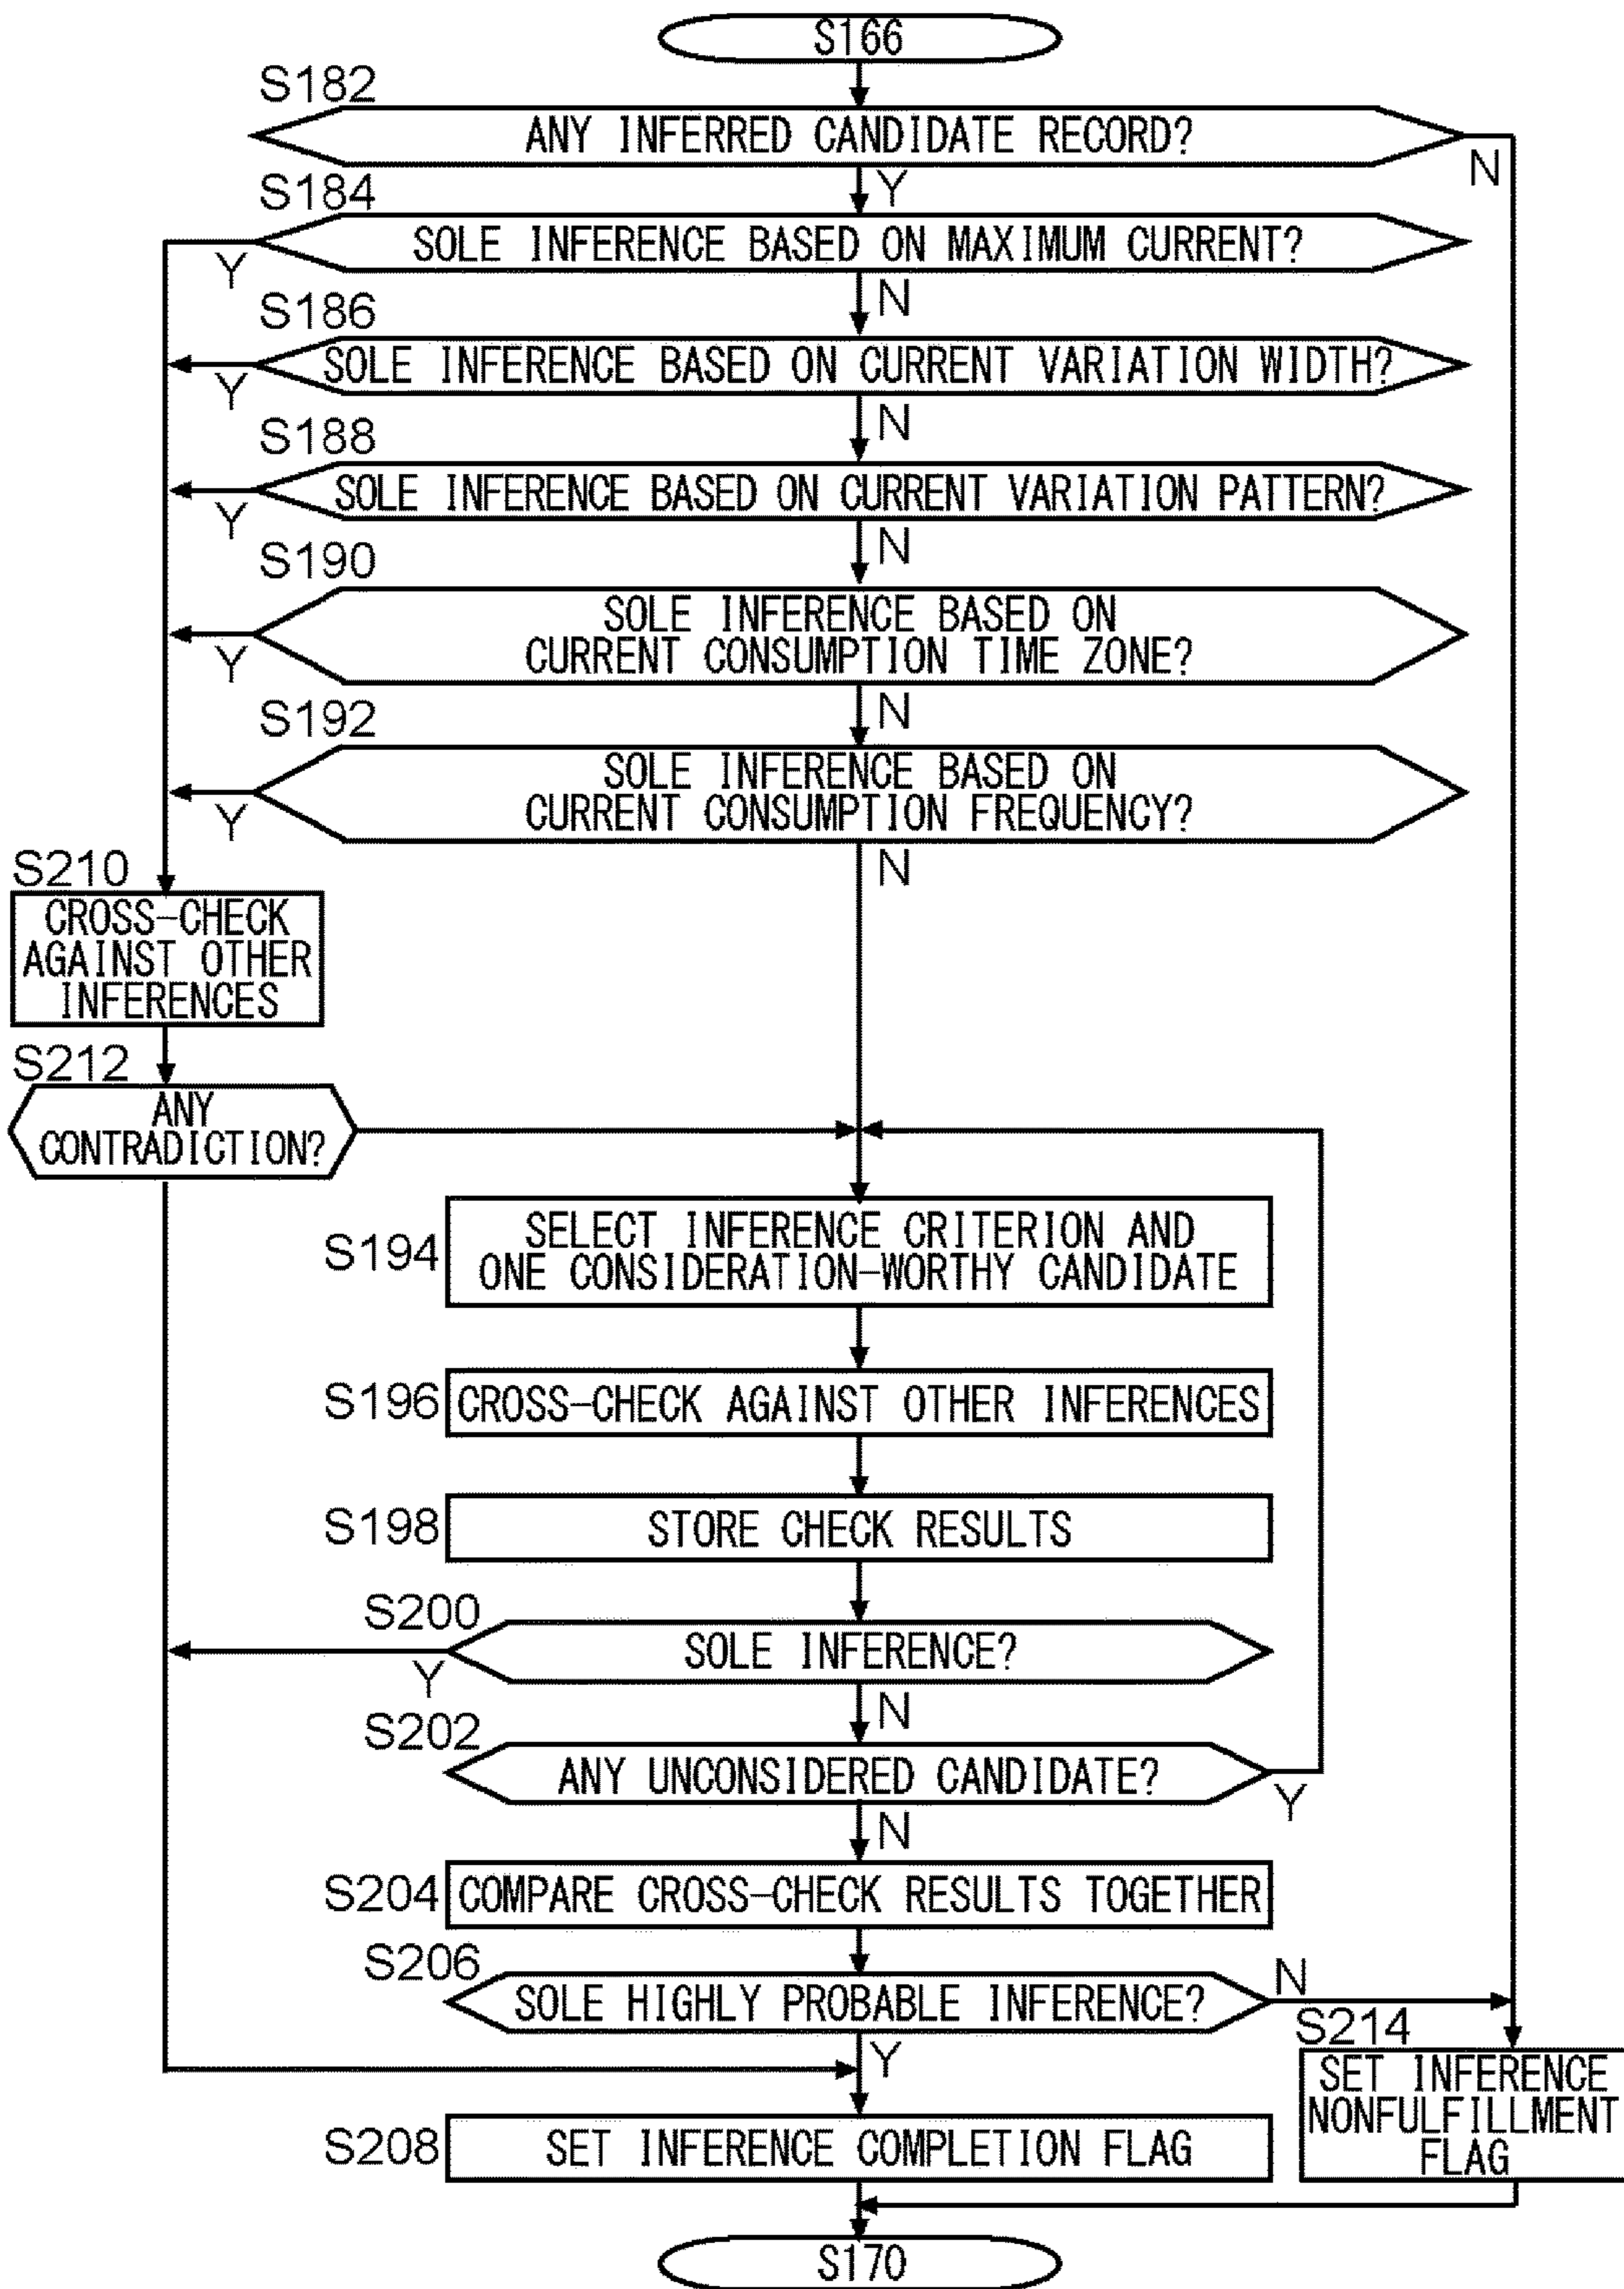 S166
S182
ANY INFERRED CANDIDATE RECORD?
N
Y
S184
SOLE INFERENCE BASED ON MAXIMUM CURRENT?
Y
N
S186
SOLE INFERENCE BASED ON CURRENT VARIATION WIDTH?
Y
N
S188
SOLE INFERENCE BASED ON CURRENT VARIATION PATTERN?
Y
N
S190
SOLE INFERENCE BASED ON
CURRENT CONSUMPTION TIME ZONE?
Y
N
S192
SOLE INFERENCE BASED ON
CURRENT CONSUMPTION FREQUENCY?
Y
N
S210
CROSS-CHECK
AGAINST OTHER
INFERENCES
S212
ANY
CONTRADICTION?
S194
SELECT INFERENCE CRITERION AND
ONE CONSIDERATION-WORTHY CANDIDATE
S196
CROSS-CHECK AGAINST OTHER INFERENCES
S198
STORE CHECK RESULTS
S200
SOLE INFERENCE?
Y
N
S202
ANY UNCONSIDERED CANDIDATE?
Y
N
S204
COMPARE CROSS-CHECK RESULTS TOGETHER
S206
SOLE HIGHLY PROBABLE INFERENCE?
N
Y
S214
SET INFERENCE
NONFULFILLMENT
FLAG
S208
SET INFERENCE COMPLETION FLAG
S170